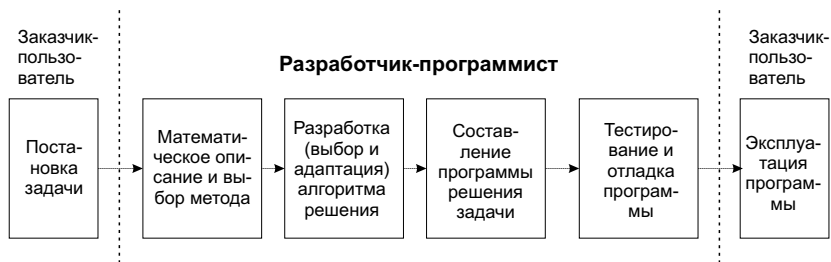 Заказчик-
пользо-
ватель
Разработчик-программист
Заказчик-
пользо-
ватель
Поста-
новка
задачи
Математи-
ческое опи-
сание и вы-
бор метода
Разработка
(выбор и
адаптация)
алгоритма
решения
Состав-
ление
программы
решения
задачи
Тестиро-
вание и
отладка
програм-
мы
Эксплуа-
тация
програм-
мы